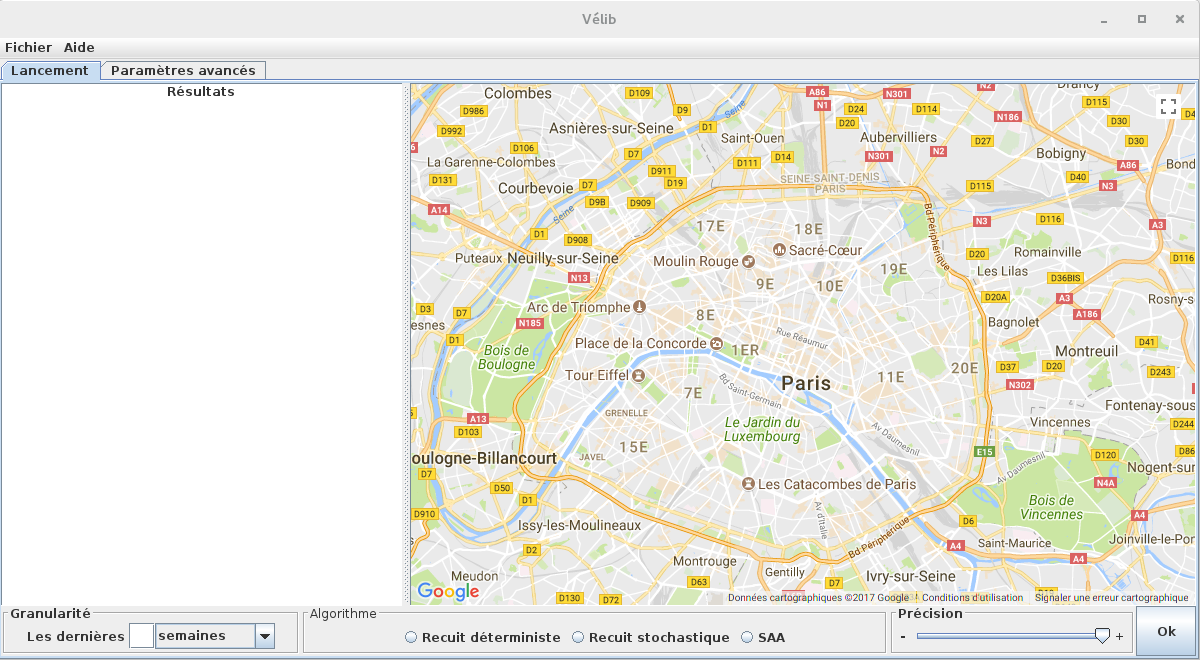 Vélib
Fichier Aide
Lancement Paramètres avancés
Résultats
Colombes
D109
A86
N301
N2
D986
D9
N1
D24
D114
D115
D992
Asnières-sur-Seine
D1
Seine
D20
N186
D30
Saint-Ouen
Aubervilliers
D27
D30
D106
D7
D111
D14
N301
N2
Bobigny
A86
La Garenne-Colombes
D911
D19
SEINE-SAINT-DENIS
PARIS
D40
N3
D131
Courbevoie
D7
D9B
D909
D115
A14
Seine
17E
18E
Bd Périphérique
N3
D116
A3
D1
D908
Puteaux
Neuilly-sur-Seine
Moulin Rouge
Sacré-Cœur
D20
Romainville
D116
N13
9E
10E
19E
Les Lilas
D36BIS
D3
D7
Arc de Triomphe
8E
D20A
A3
A186
Rosny-s
esnes
N185
Bagnolet
D1
Bois de
Boulogne
Place de la Concorde
1ER
Rue Réaumur
Montreuil
D41
Tour Eiffel
7E
Bd Saint-Germain
Paris
11E
20E
D37
D20
D243
N302
A13
D103
GRENELLE
Le Jardin du
Luxembourg
Av Daumesnil
Fontenay-sous
Vincennes
D244
15E
JAVEL
oulogne-Billancourt
E15
Av Daumesnil
D120
D86
D7
D50
D1
Les Catacombes de Paris
N4A
Nogent-sur
D910
Issy-les-Moulineaux
Av d'Italie
Bd Périphérique
D6
Bois de
Vincennes
A4
D2
A4
Saint-Maurice
A4
Joinville-le-Pon
Meudon
Montrouge
Gentilly
D63
D7
Ivry-sur-Seine
Google
D130
D72
Données cartographiques ©2017 Google
Conditions d'utilisation
Signaler une erreur cartographique
Granularité
Les dernières semaines
Algorithme
Recuit déterministe Recuit stochastique SAA
Précision
- +
Ok